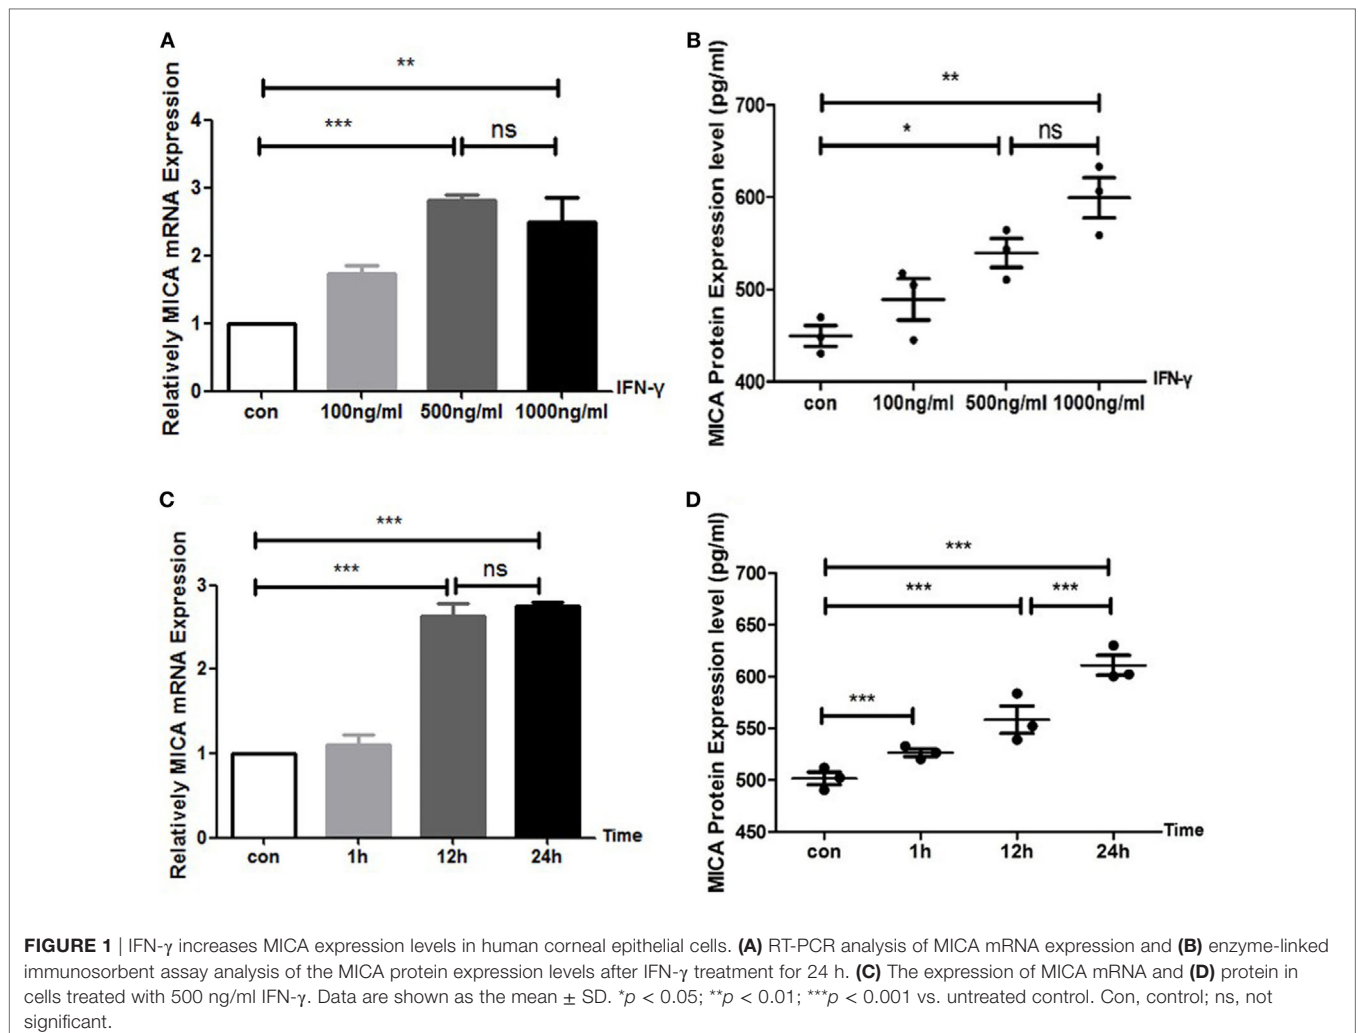 A
**
***
ns
Relatively MICA mRNA Expression
4
3
2
1
0
con
100ng/ml
500ng/ml
1000ng/ml
IFN-γ
B
**
*
ns
MICA Protein Expression level (pg/ml)
700
600
500
400
con
100ng/ml
500ng/ml
1000ng/ml
IFN-γ
C
***
***
ns
Relatively MICA mRNA Expression
3
2
1
0
con
1h
12h
24h
Time
D
***
***
***
***
MICA Protein Expression level (pg/ml)
700
650
600
550
500
450
con
1h
12h
24h
Time
FIGURE 1 | IFN-γ increases MICA expression levels in human corneal epithelial cells. (A) RT-PCR analysis of MICA mRNA expression and (B) enzyme-linked
immunosorbent assay analysis of the MICA protein expression levels after IFN-γ treatment for 24 h. (C) The expression of MICA mRNA and (D) protein in
cells treated with 500 ng/ml IFN-γ. Data are shown as the mean ± SD. *p < 0.05; **p < 0.01; ***p < 0.001 vs. untreated control. Con, control; ns, not
significant.